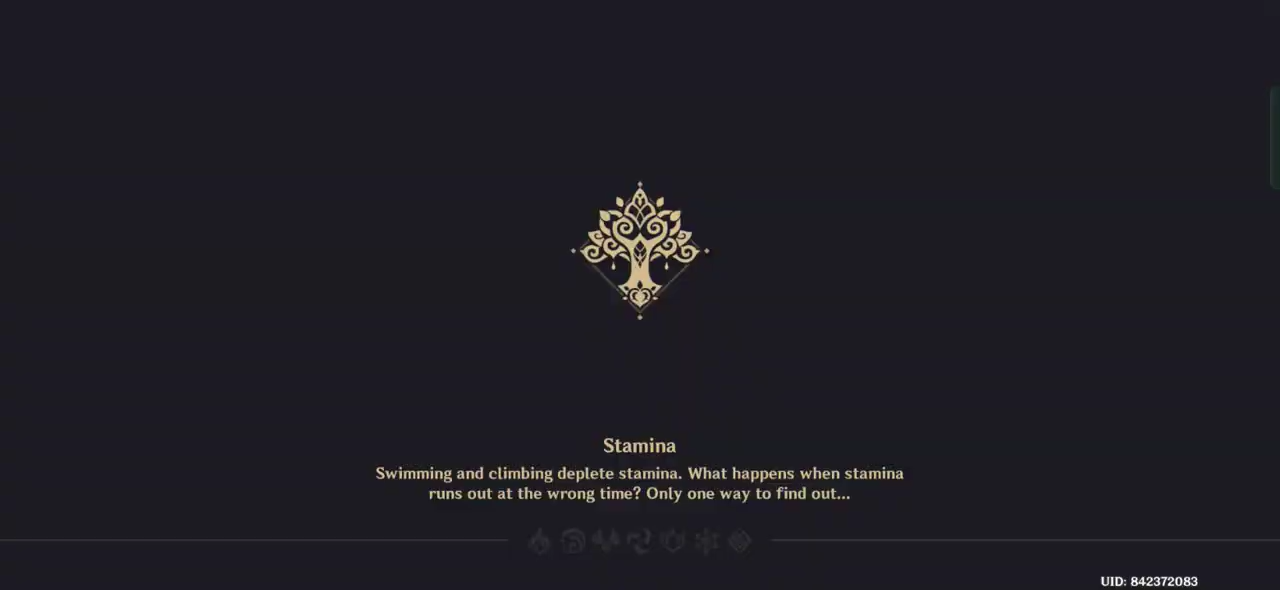 Stamina
Swimming and climbing deplete stamina. What happens when stamina
runs out at the wrong time? Only one way to find out...
UID: 842372083